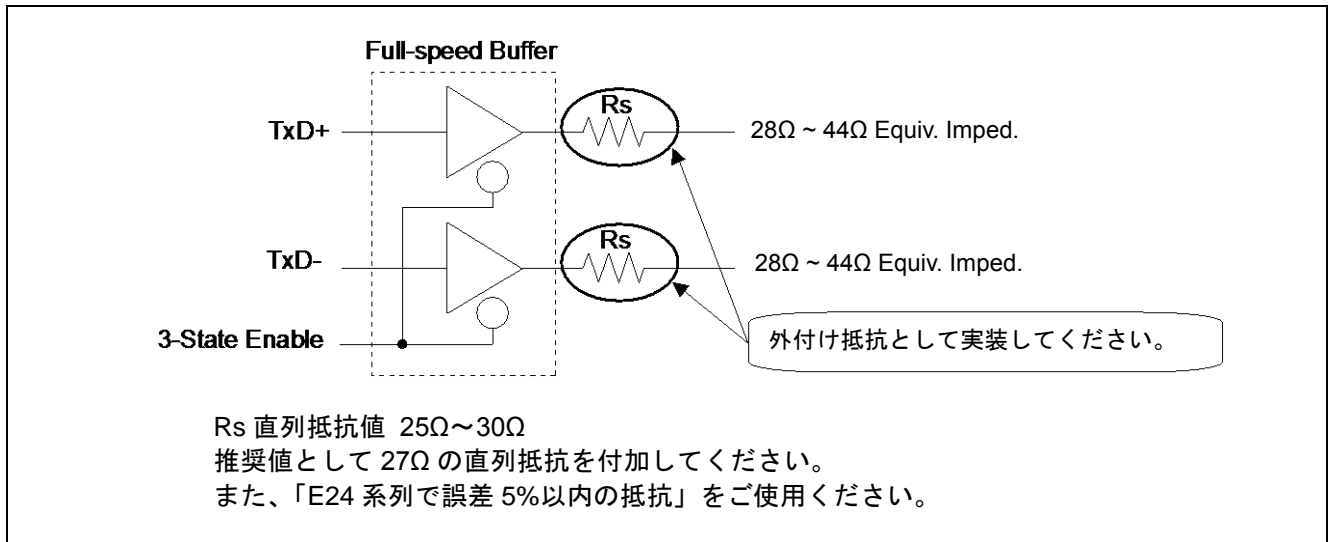 Full-speed Buffer
Rs
TxD+
28Ω ~ 44Ω Equiv. Imped.
Rs
TxD-
28Ω ~ 44Ω Equiv. Imped.
3-State Enable
外付け抵抗として実装してください。
Rs 直列抵抗値 25Ω～30Ω
推奨値として 27Ω の直列抵抗を付加してください。
また、「E24 系列で誤差 5%以内の抵抗」をご使用ください。